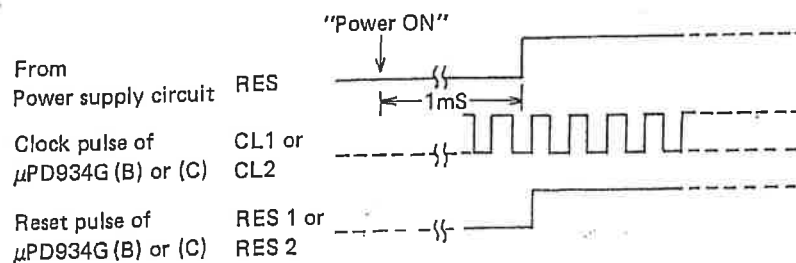 "Power ON"
From
Power supply circuit RES
1mS
Clock pulse of CL1 or
μPD934G (B) or (C) CL2
Reset pulse of RES 1 or
μPD934G (B) or (C) RES 2